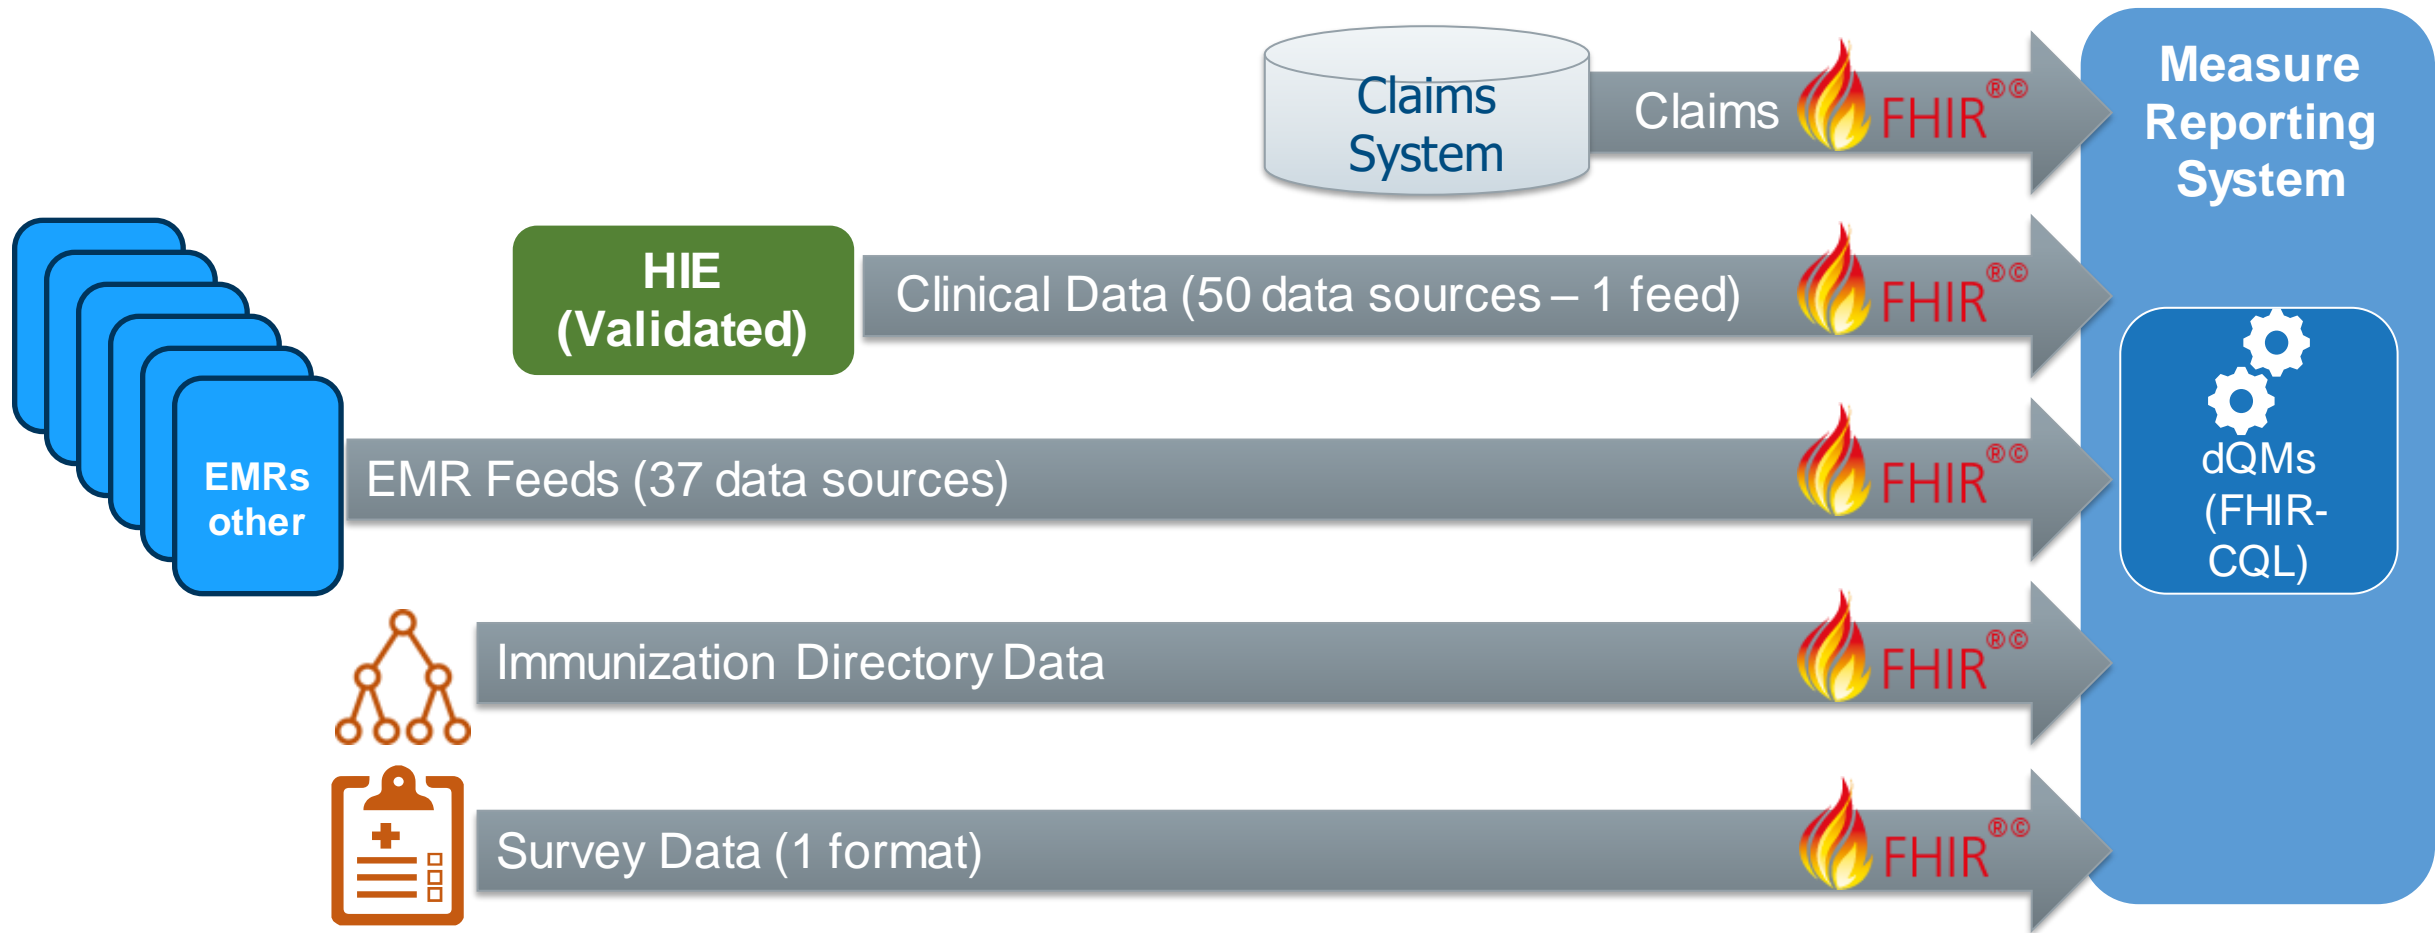 Claims
System
Claims
FHIR®©
Measure
Reporting
System
HIE
(Validated)
Clinical Data (50 data sources – 1 feed)
FHIR®©
EMRs
other
EMR Feeds (37 data sources)
FHIR®©
dQMs
(FHIR-
CQL)
Immunization Directory Data
FHIR®©
Survey Data (1 format)
FHIR®©